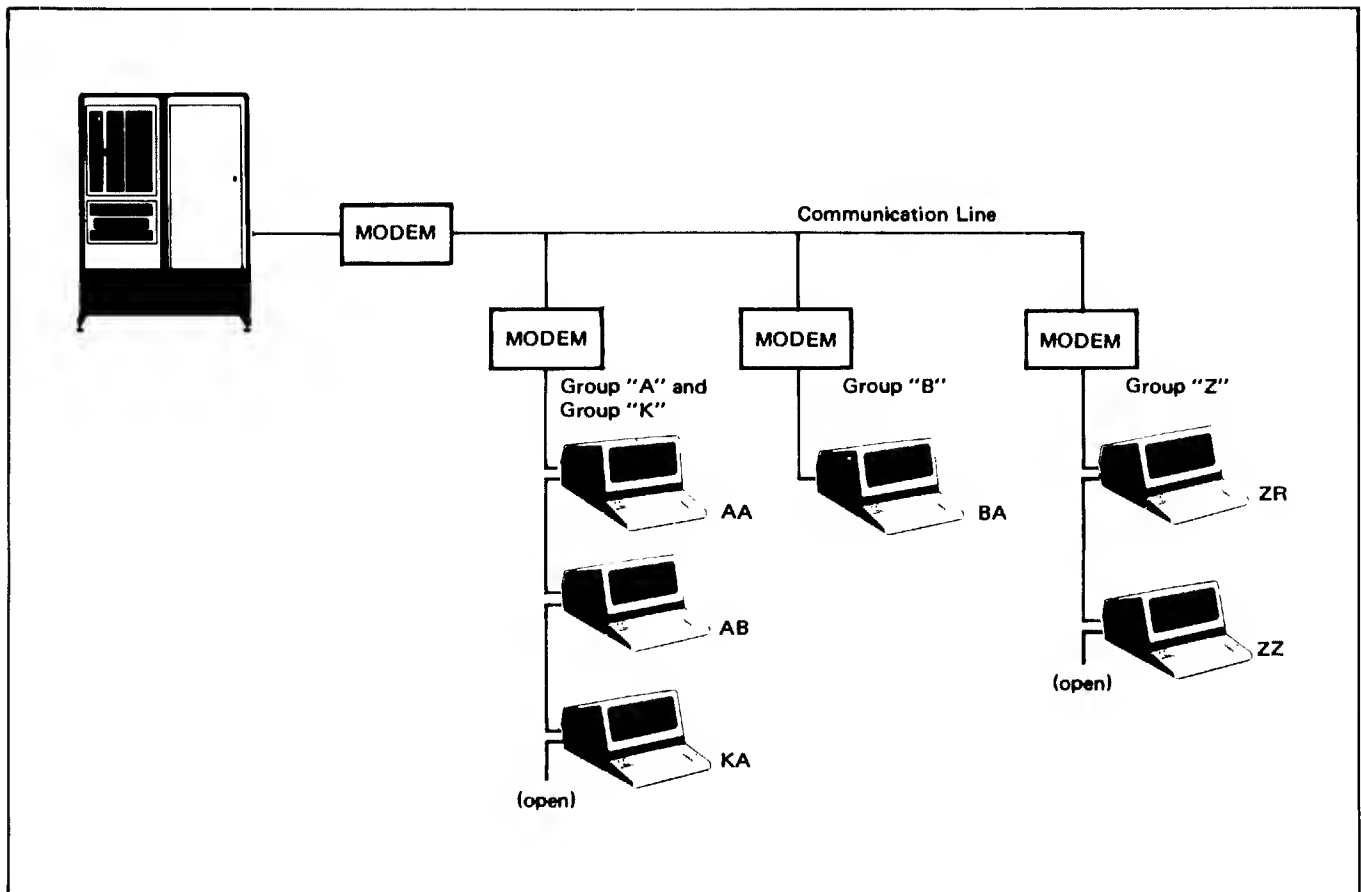 Communication Line
MODEM
MODEM
MODEM
MODEM
Group "A" and
Group "K"
Group "B"
Group "Z"
AA
BA
ZR
AB
ZZ
(open)
KA
(open)